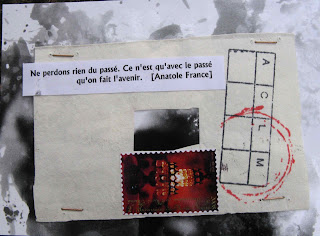 Ne perdons rien du passé. Ce n'est qu'avec le passé
qu'on fait l'avenir. [Anatole France]
A
C
L
M